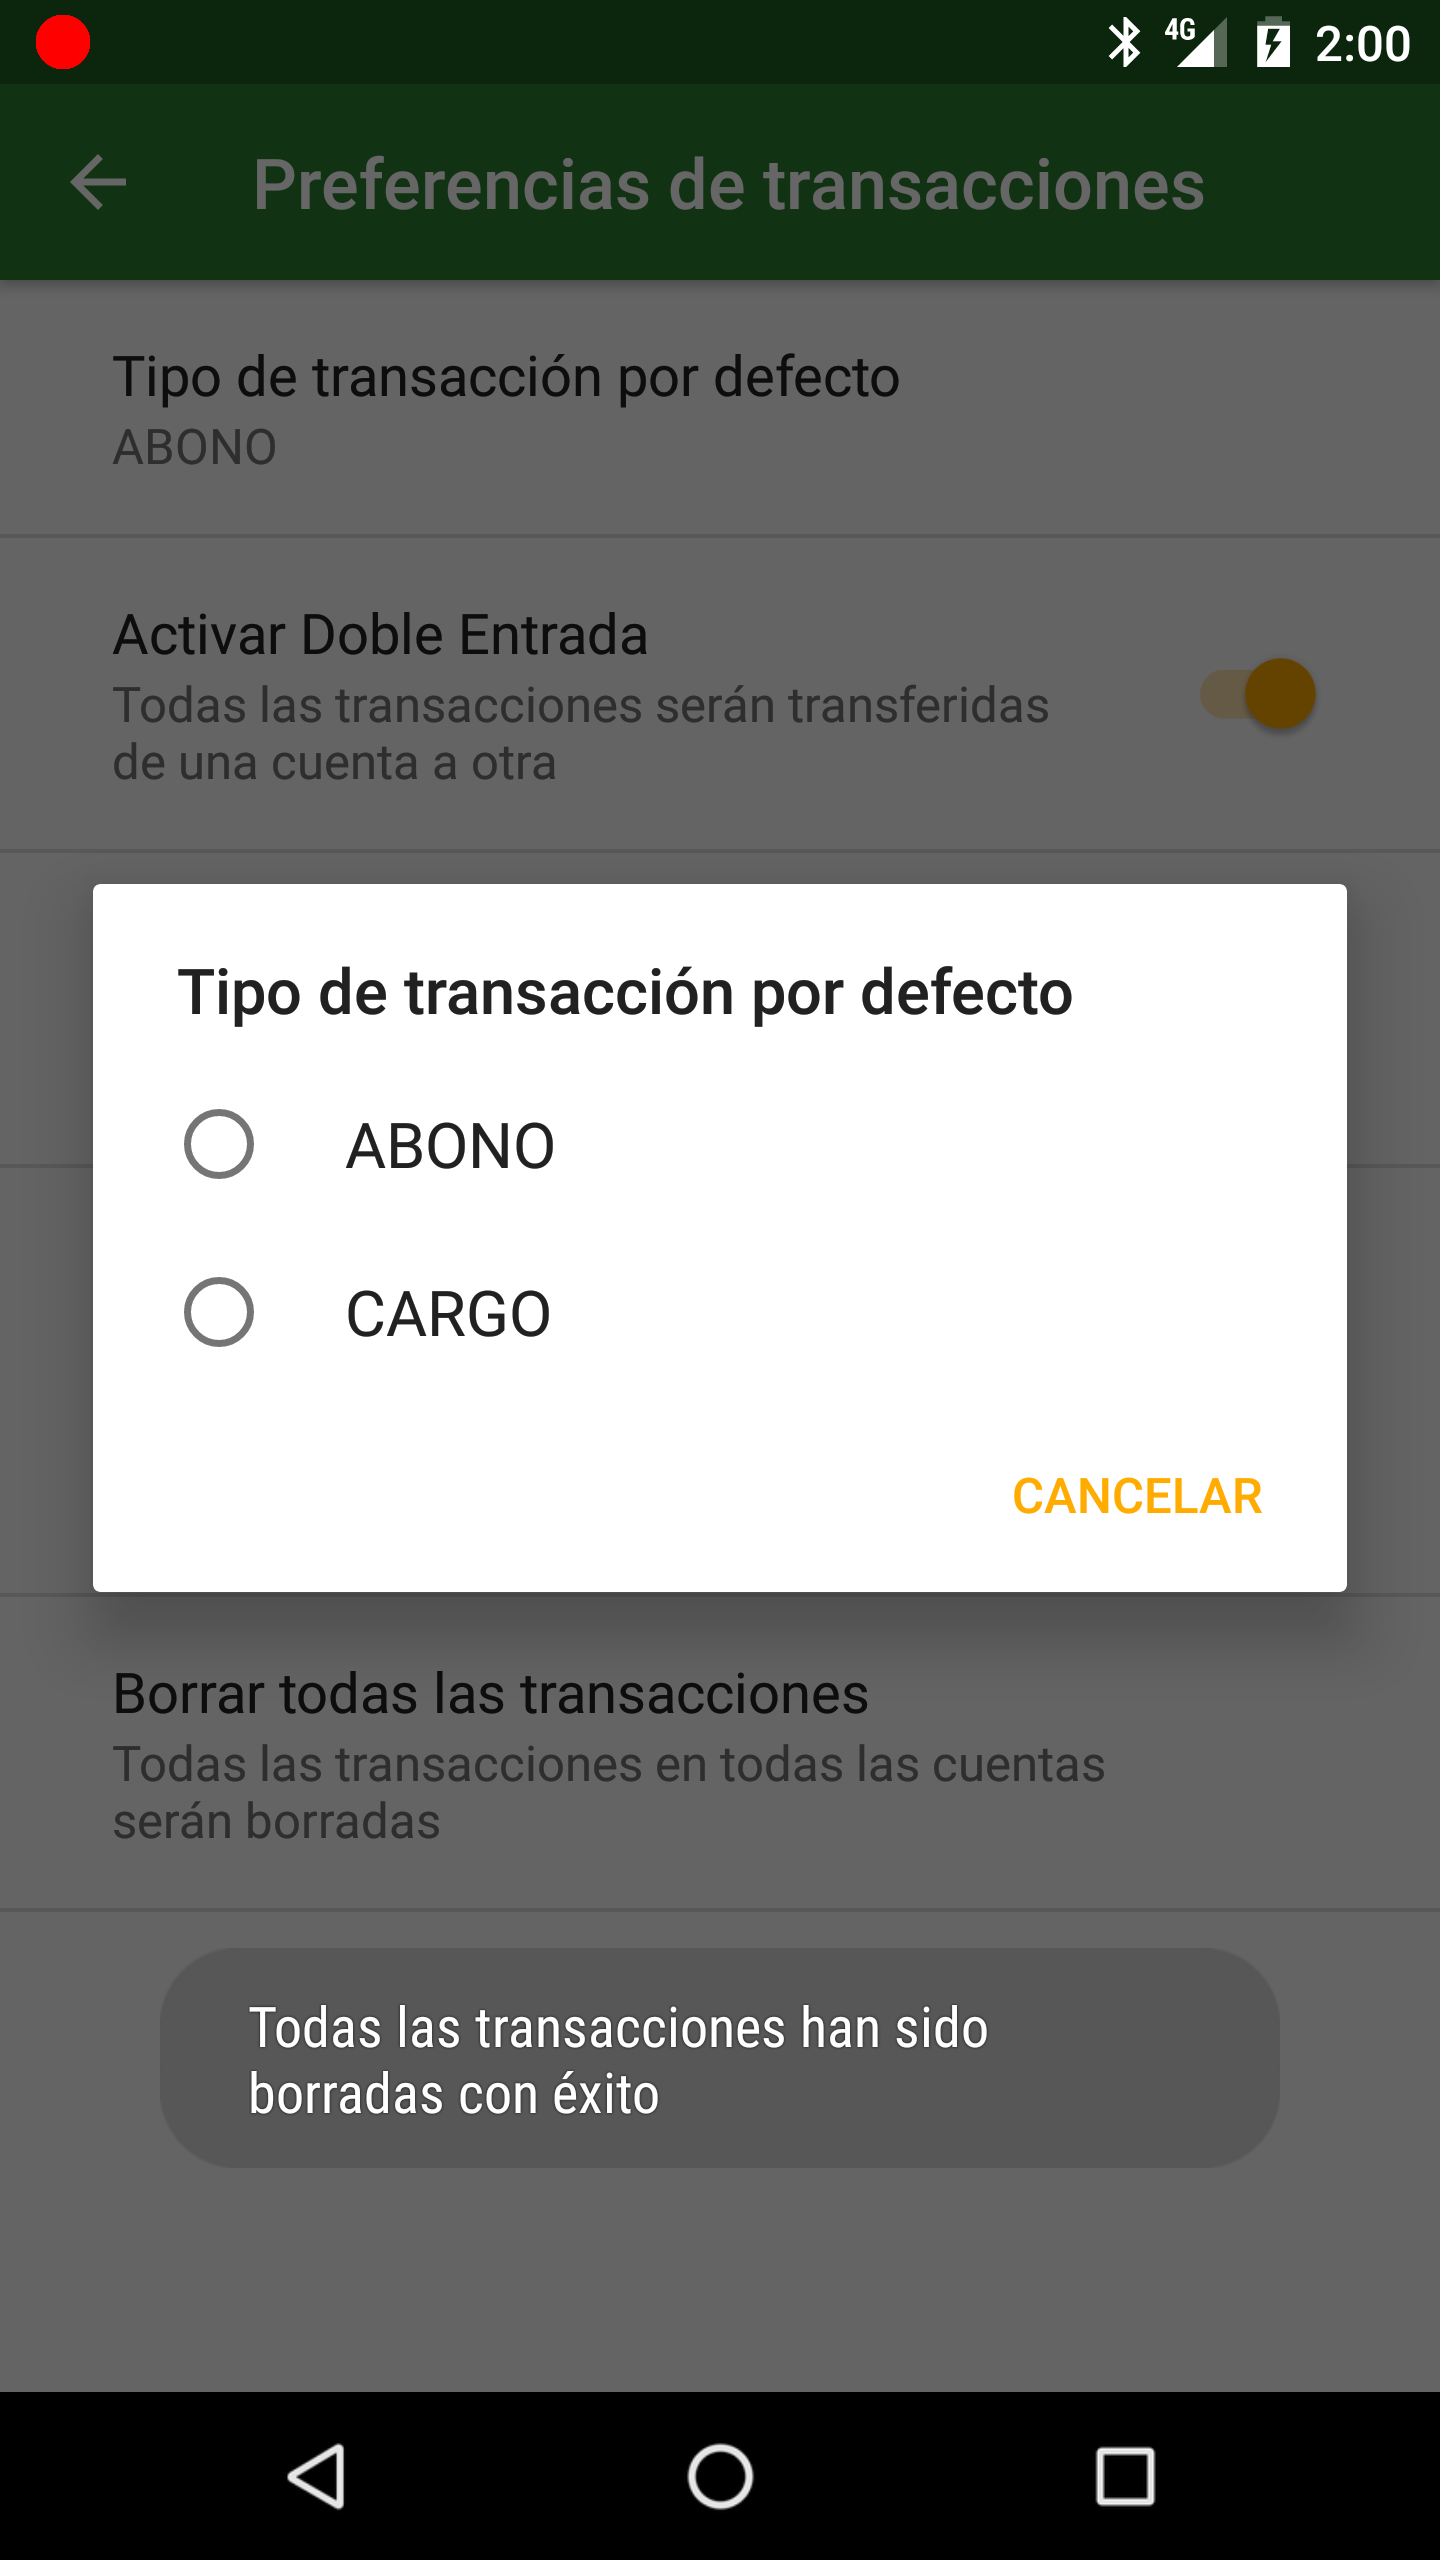 4G 2:00
Preferencias de transacciones
Tipo de transacción por defecto
ABONO
Activar Doble Entrada
Todas las transacciones serán transferidas
de una cuenta a otra
Tipo de transacción por defecto
ABONO
CARGO
CANCELAR
Borrar todas las transacciones
Todas las transacciones en todas las cuentas
serán borradas
Todas las transacciones han sido
borradas con éxito